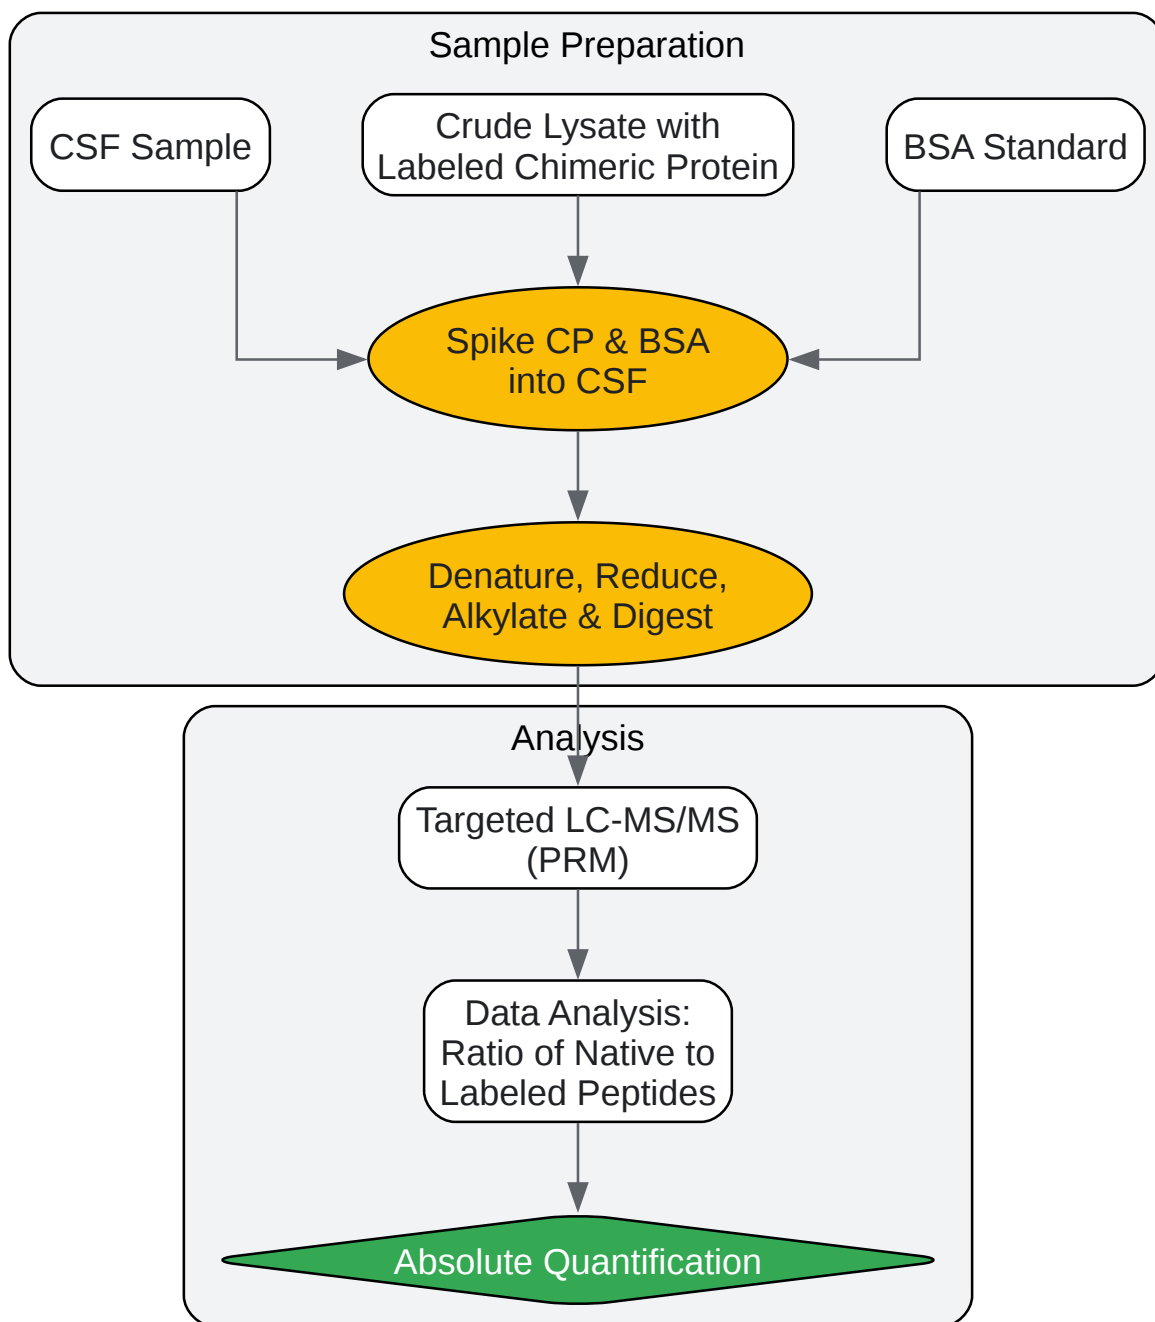 Sample Preparation
CSF Sample
Crude Lysate with
Labeled Chimeric Protein
BSA Standard
Spike CP & BSA
into CSF
Denature, Reduce,
Alkylate & Digest
Analysis
Targeted LC-MS/MS
(PRM)
Data Analysis:
Ratio of Native to
Labeled Peptides
Absolute Quantification